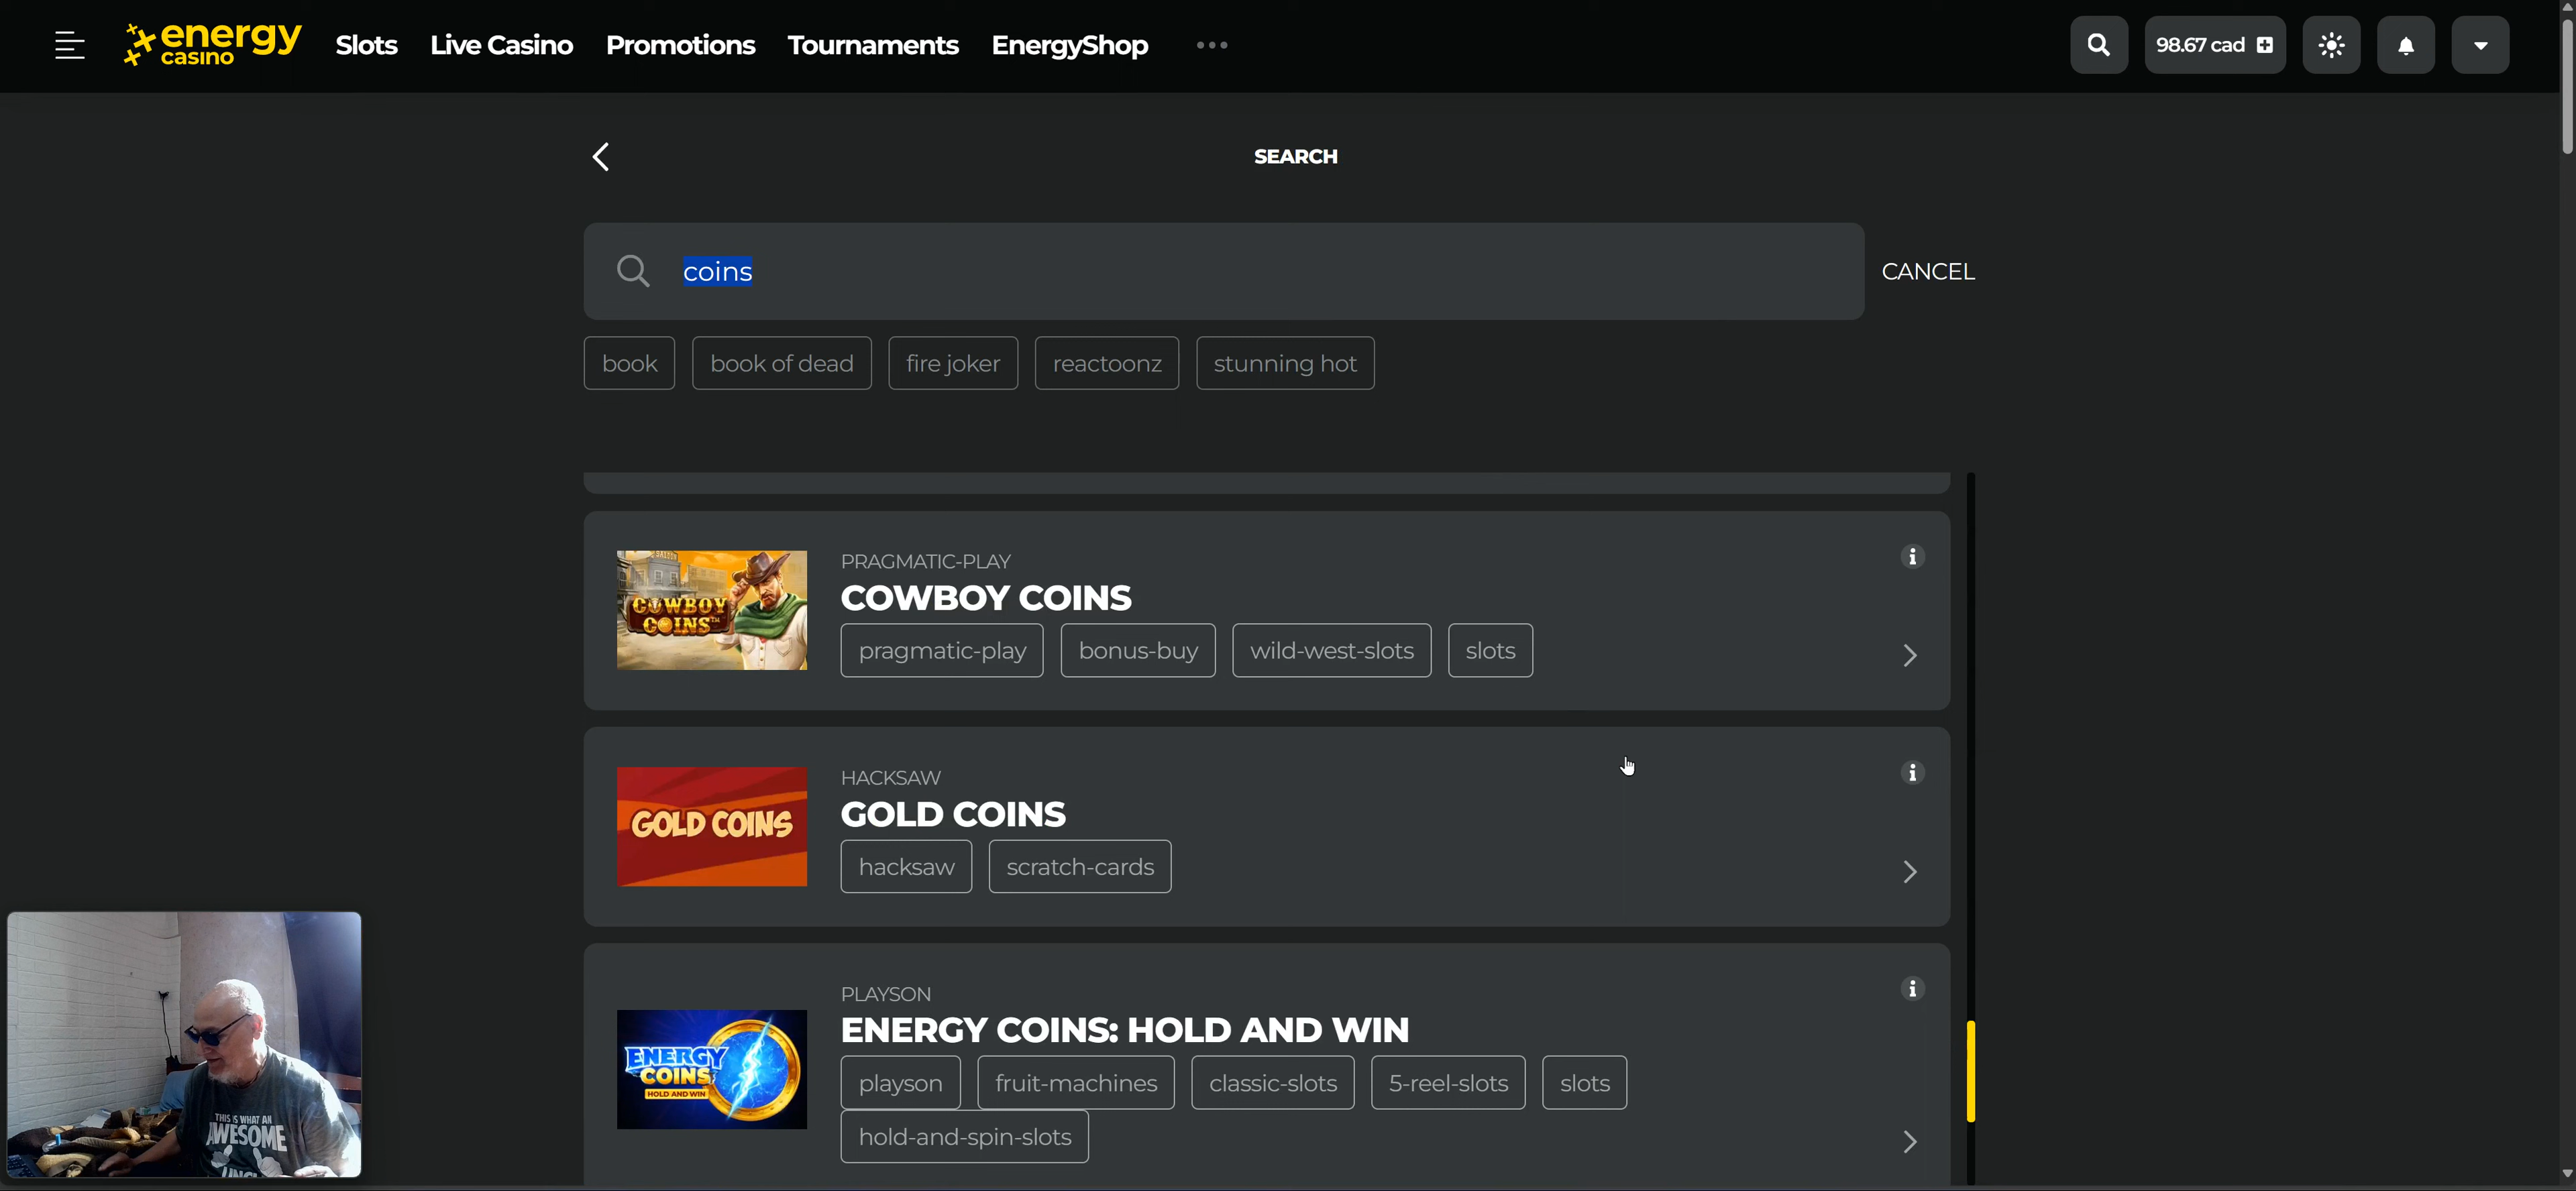 energy
casino
Slots Live Casino Promotions Tournaments EnergyShop
98.67 cad
SEARCH
coins
CANCEL
book book of dead fire joker reactoonz stunning hot
PRAGMATIC-PLAY
COWBOY COINS
COWBOY
COINS™
pragmatic-play bonus-buy wild-west-slots slots
HACKSAW
GOLD COINS
GOLD COINS
hacksaw scratch-cards
PLAYSON
ENERGY COINS: HOLD AND WIN
ENERGY
COINS
HOLD AND WIN
playson fruit-machines classic-slots 5-reel-slots slots
hold-and-spin-slots
THIS IS WHAT AN
AWESOME
UNCLE